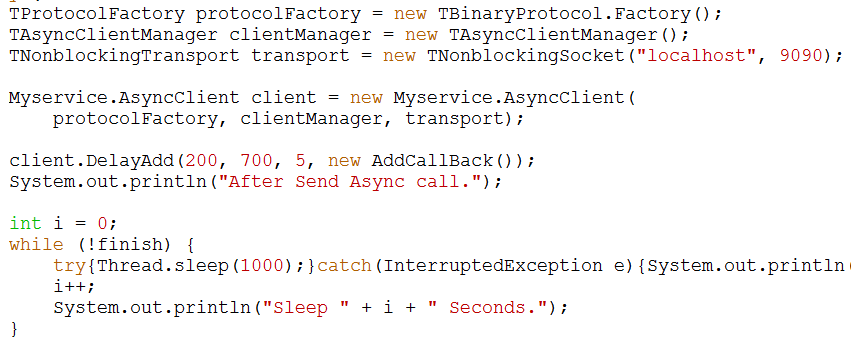 TProtocolFactory protocolFactory = new TBinaryProtocol.Factory();
TAsyncClientManager clientManager = new TAsyncClientManager();
TNonblockingTransport transport = new TNonblockingSocket("localhost", 9090);

Myservice.AsyncClient client = new Myservice.AsyncClient(
    protocolFactory, clientManager, transport);

client.DelayAdd(200, 700, 5, new AddCallBack());
System.out.println("After Send Async call.");

int i = 0;
while (!finish) {
    try{Thread.sleep(1000);}catch(InterruptedException e){System.out.println(
    i++;
    System.out.println("Sleep " + i + " Seconds.");
}